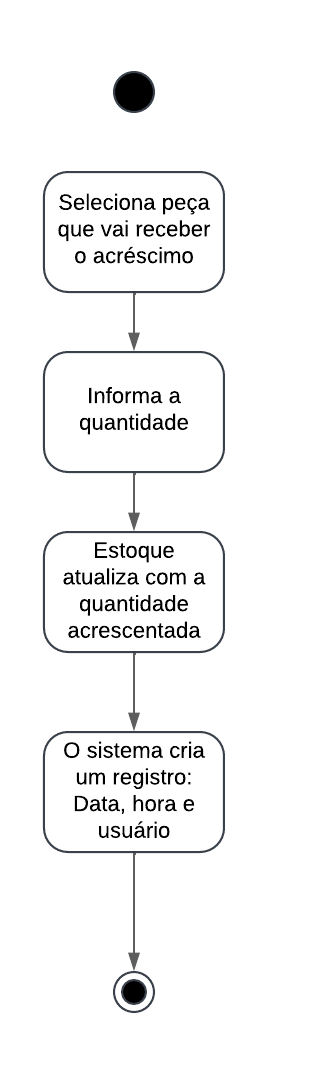 Seleciona peça
que vai receber
o acréscimo
Informa a
quantidade
Estoque
atualiza com a
quantidade
acrescentada
O sistema cria
um registro:
Data, hora e
usuário